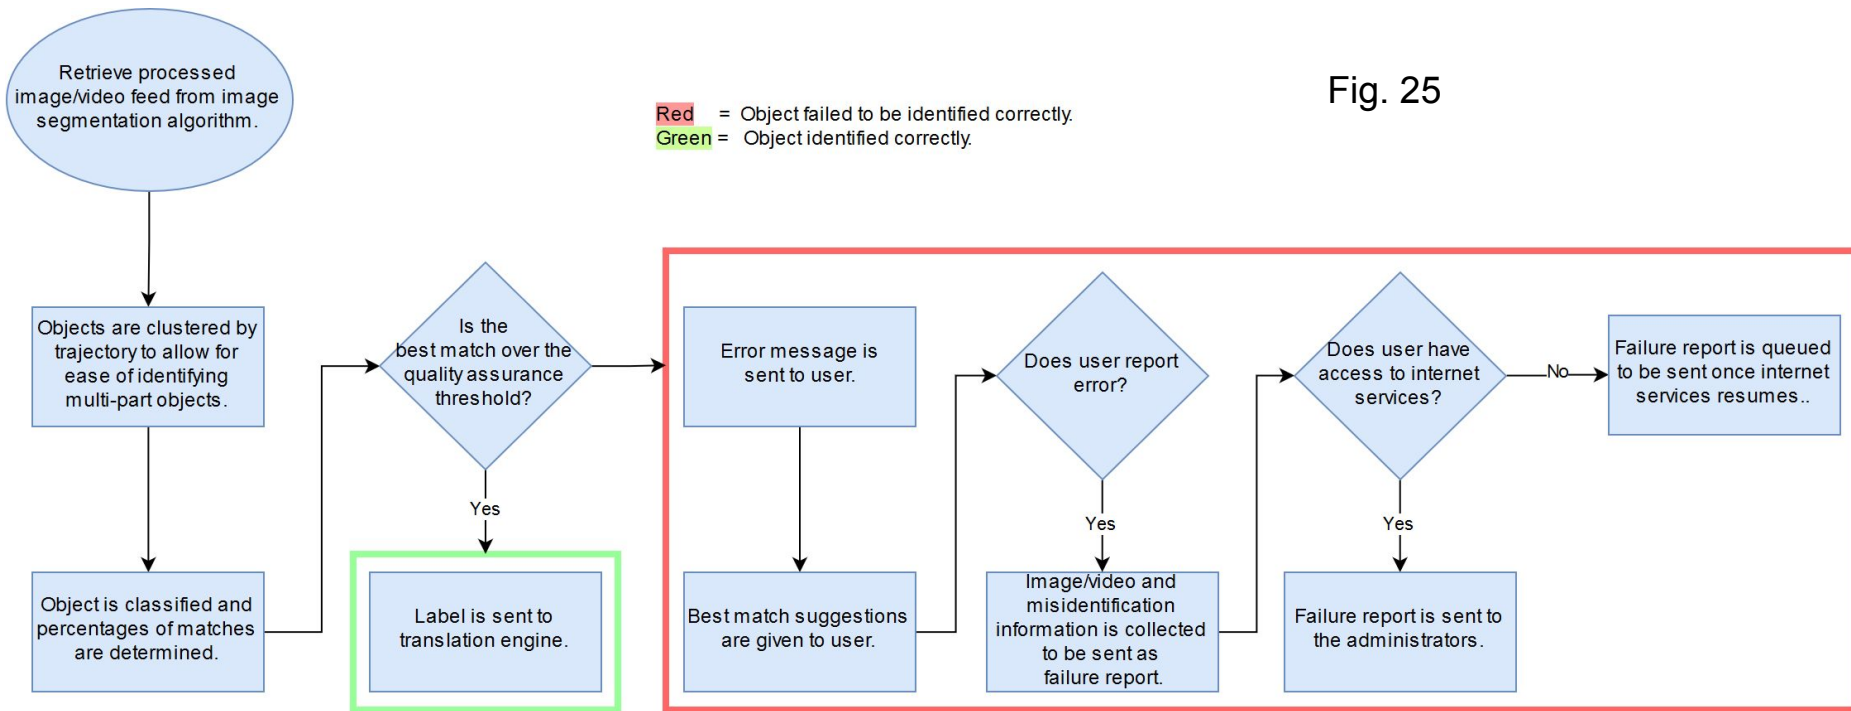 Retrieve processed
image/video feed from image
segmentation algorithm.
Fig. 25
Red = Object failed to be identified correctly.
Green = Object identified correctly.
Objects are clustered by
trajectory to allow for
ease of identifying
multi-part objects.
Is the
best match over the
quality assurance
threshold?
Error message is
sent to user.
Does user report
error?
Does user have
access to internet
services?
No
Failure report is queued
to be sent once internet
services resumes..
Yes
Yes
Yes
Object is classified and
percentages of matches
are determined.
Label is sent to
translation engine.
Best match suggestions
are given to user.
Image/video and
misidentification
information is collected
to be sent as
failure report.
Failure report is sent to
the administrators.